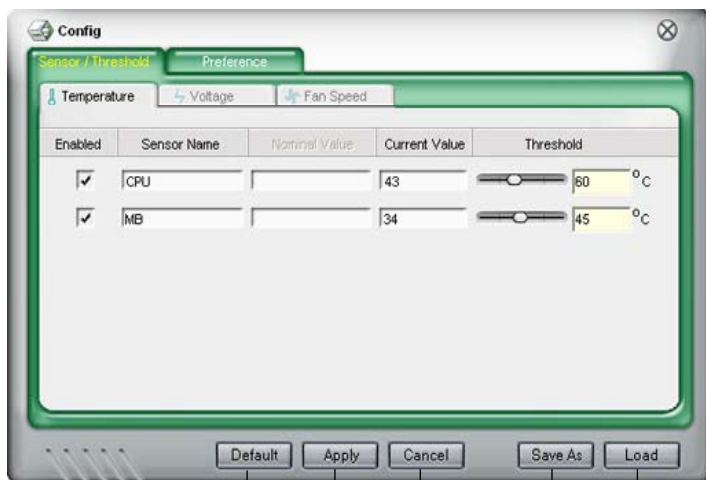 Config
Sensor / Threshold Preference
Temperature Voltage Fan Speed
Enabled Sensor Name Nominal Value Current Value Threshold
CPU 43 60 °C
MB 34 45 °C
Default Apply Cancel Save As Load